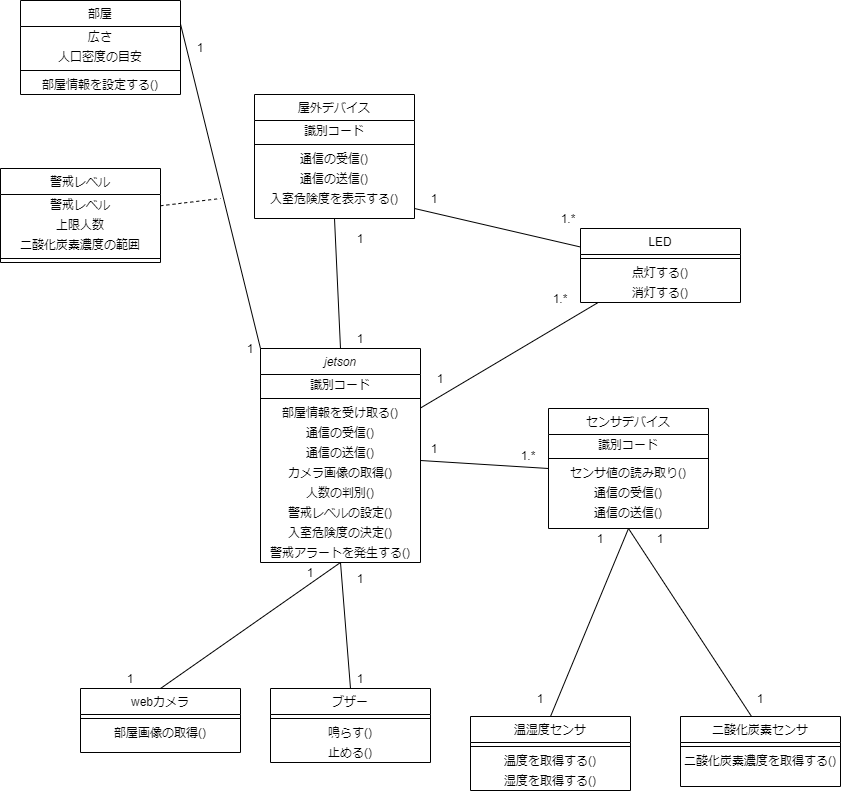 部屋
広さ
人口密度の目安
部屋情報を設定する()
1
屋外デバイス
識別コード
通信の受信()
通信の送信()
入室危険度を表示する()
警戒レベル
警戒レベル
上限人数
二酸化炭素濃度の範囲
1
1.*
LED
点灯する()
消灯する()
1
1
1
1.*
1
jetson
識別コード
部屋情報を受け取る()
通信の受信()
通信の送信()
カメラ画像の取得()
人数の判別()
警戒レベルの設定()
入室危険度の決定()
警戒アラートを発生する()
1
1.*
センサデバイス
識別コード
センサ値の読み取り()
通信の受信()
通信の送信()
1
1
1
1
1
1
webカメラ
部屋画像の取得()
ブザー
鳴らす()
止める()
1
1
温湿度センサ
温度を取得する()
湿度を取得する()
二酸化炭素センサ
二酸化炭素濃度を取得する()